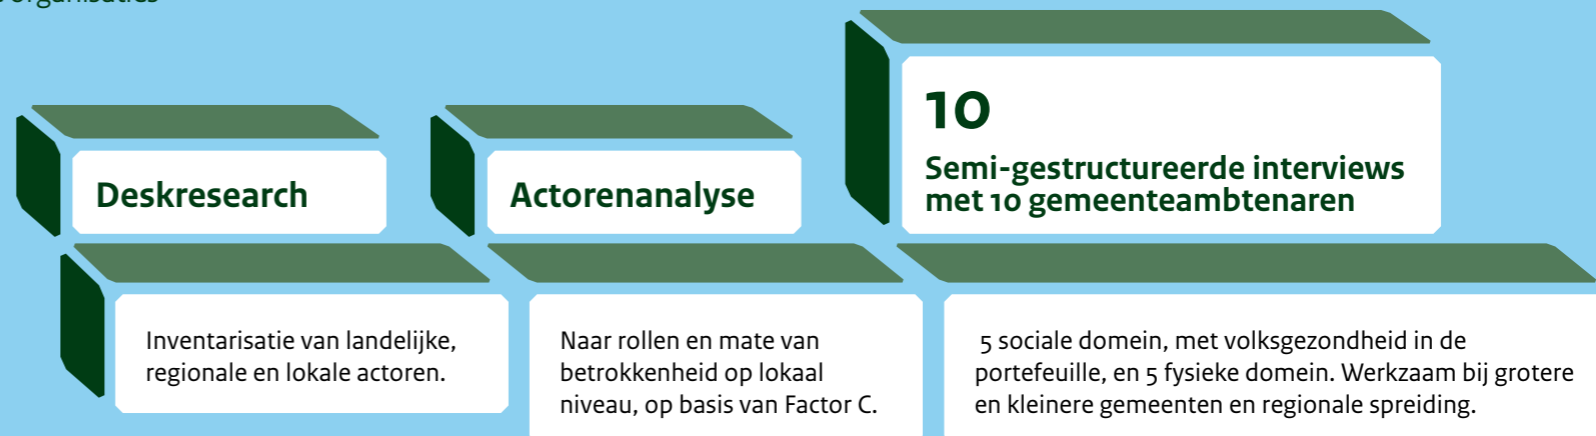 organisaties
Deskresearch
Inventarisatie van landelijke,
regionale en lokale actoren.
Actorenanalyse
Naar rollen en mate van
betrokkenheid op lokaal
niveau, op basis van Factor C.
10
Semi-gestructureerde interviews
met 10 gemeenteambtenaren
5 sociale domein, met volksgezondheid in de
portefeuille, en 5 fysieke domein. Werkzaam bij grotere
en kleinere gemeenten en regionale spreiding.